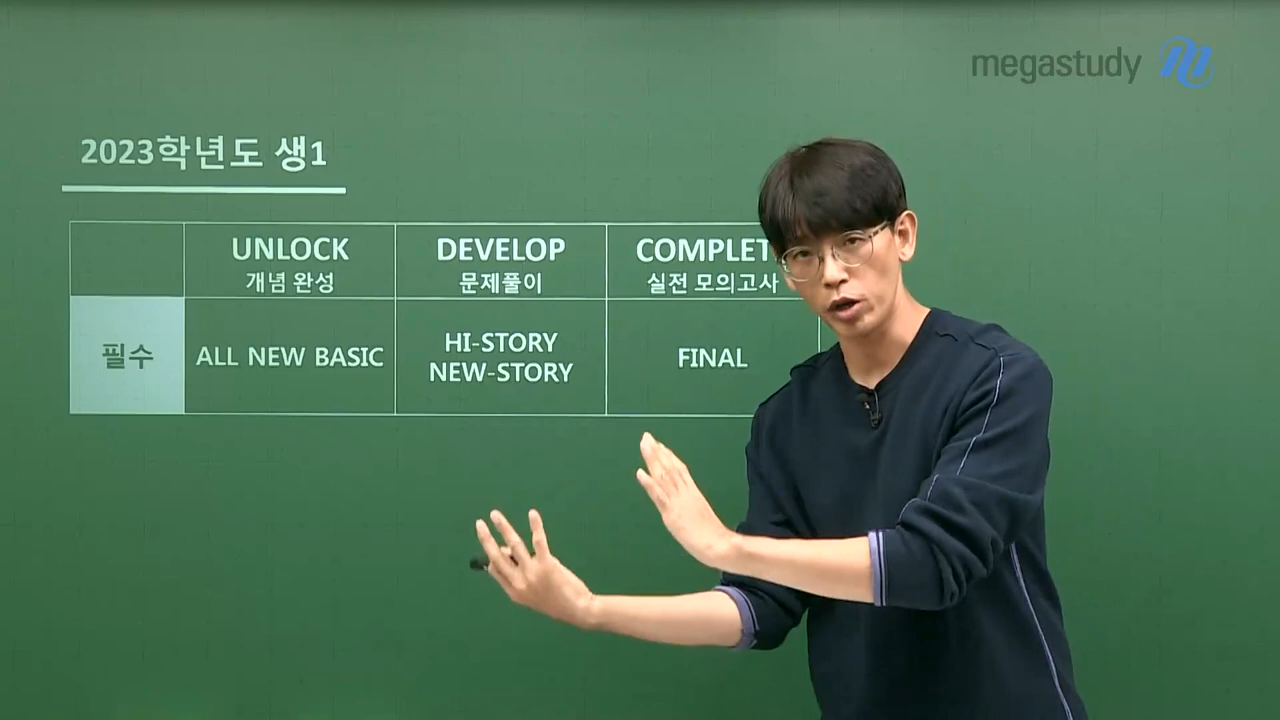 megastudy
2023학년도 생1
UNLOCK
개념 완성
DEVELOP
문제풀이
COMPLET
실전 모의고사
필수
ALL NEW BASIC
HI-STORY
NEW-STORY
FINAL